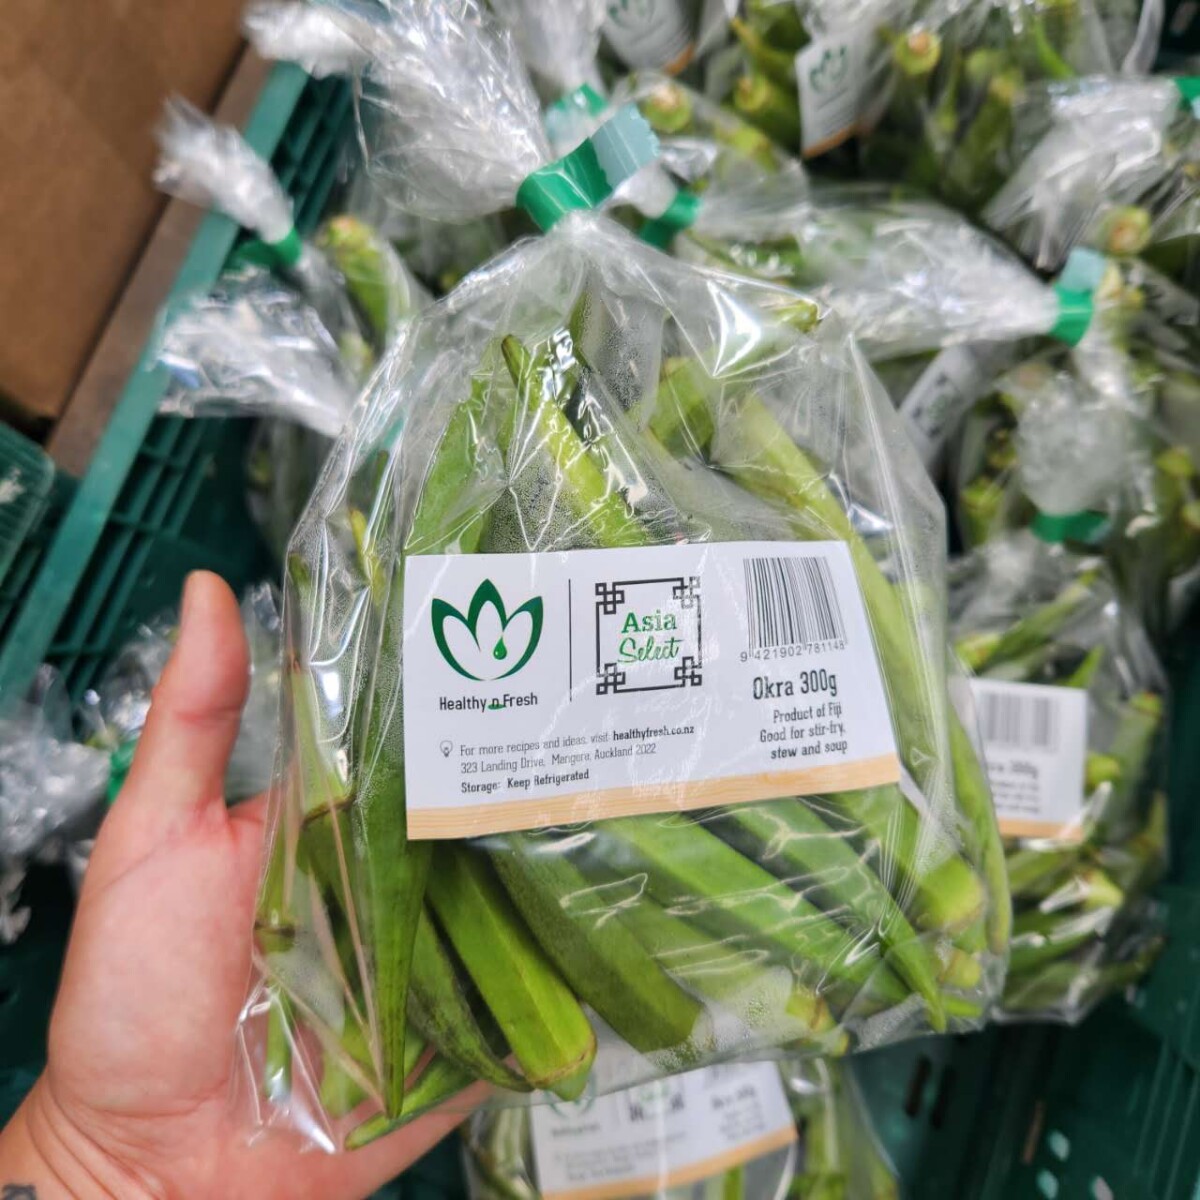 Healthy n Fresh
Asia
Select
9 421902 781148
Okra 300g
Product of Fiji
Good for stir-fry,
stew and soup
For more recipes and ideas, visit healthyfresh.co.nz
323 Landing Drive, Mangere, Auckland 2022
Storage: Keep Refrigerated